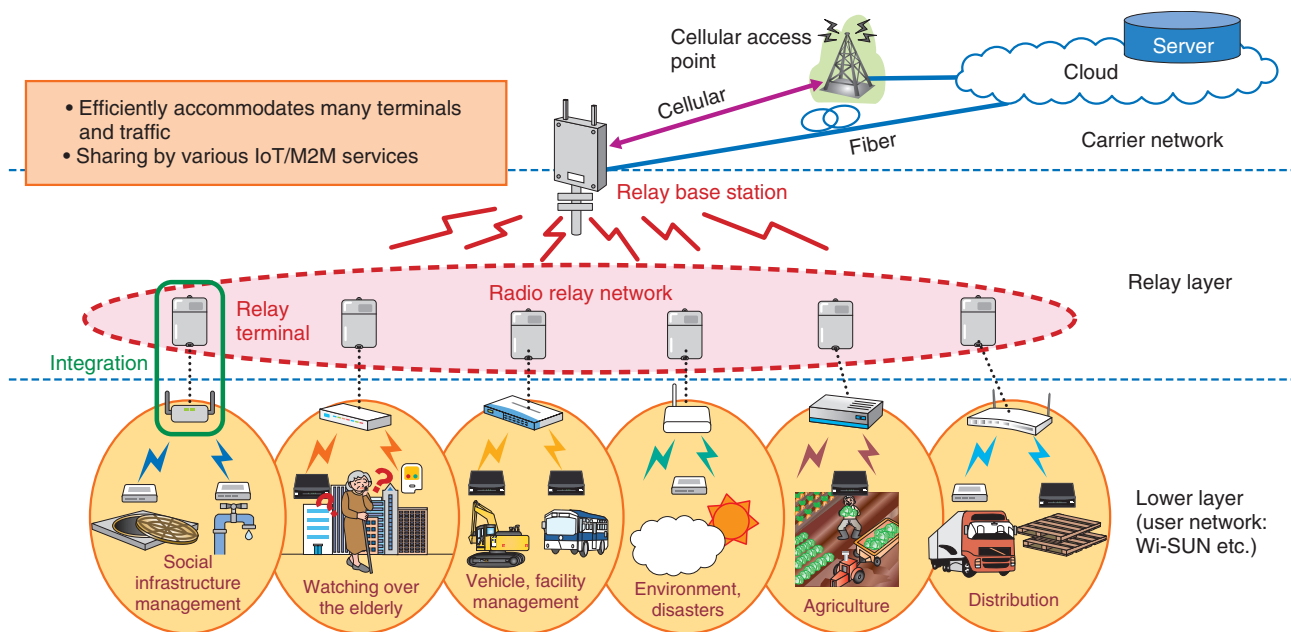 Server
Cellular access
point
Cloud
• Efficiently accommodates many terminals
and traffic
• Sharing by various IoT/M2M services
Cellular
Fiber
Carrier network
Relay base station
Radio relay network
Relay layer
Relay
terminal
Integration
Lower layer
(user network:
Wi-SUN etc.)
Social
infrastructure
management
? ?
Watching over
the elderly
Vehicle, facility
management
Environment,
disasters
Agriculture
Distribution